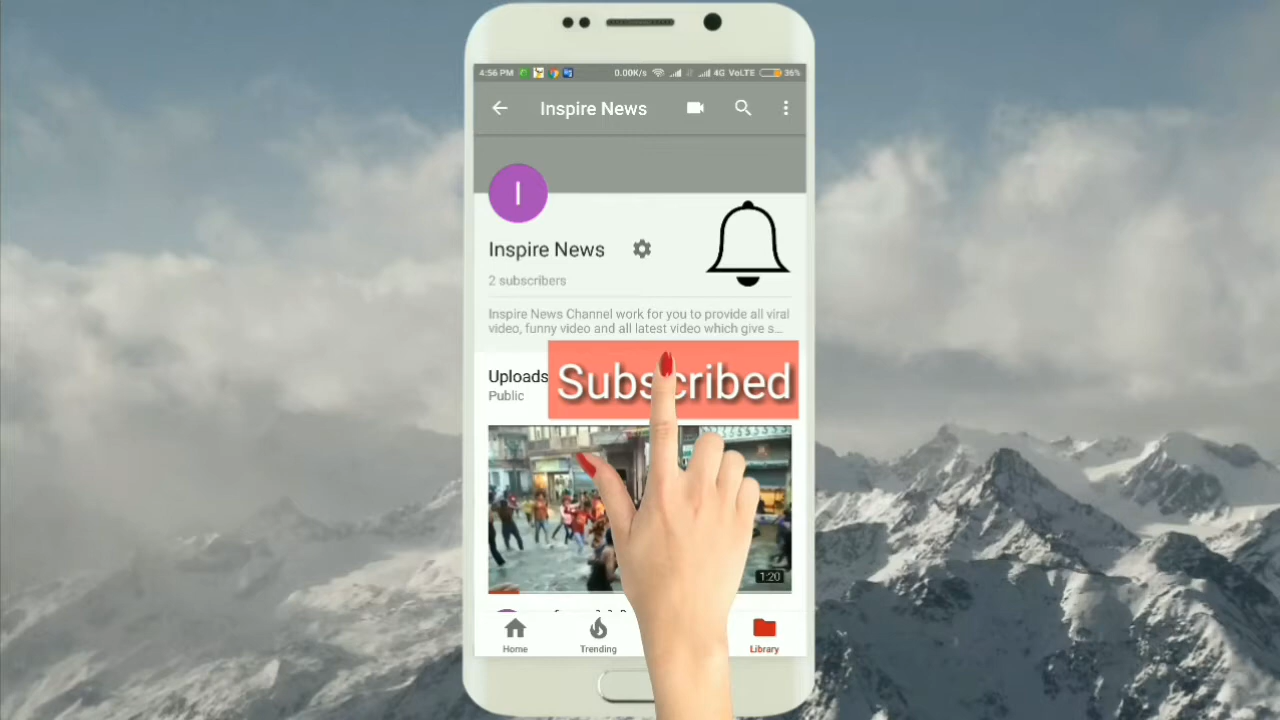 4:56 PM 0.00K/s 4G VoLTE 36%
Inspire News
I
Inspire News
2 subscribers
Inspire News Channel work for you to provide all viral
video, funny video and all latest video which give s...
Uploads
Public
Subscribed
1:20
Home
Trending
Library